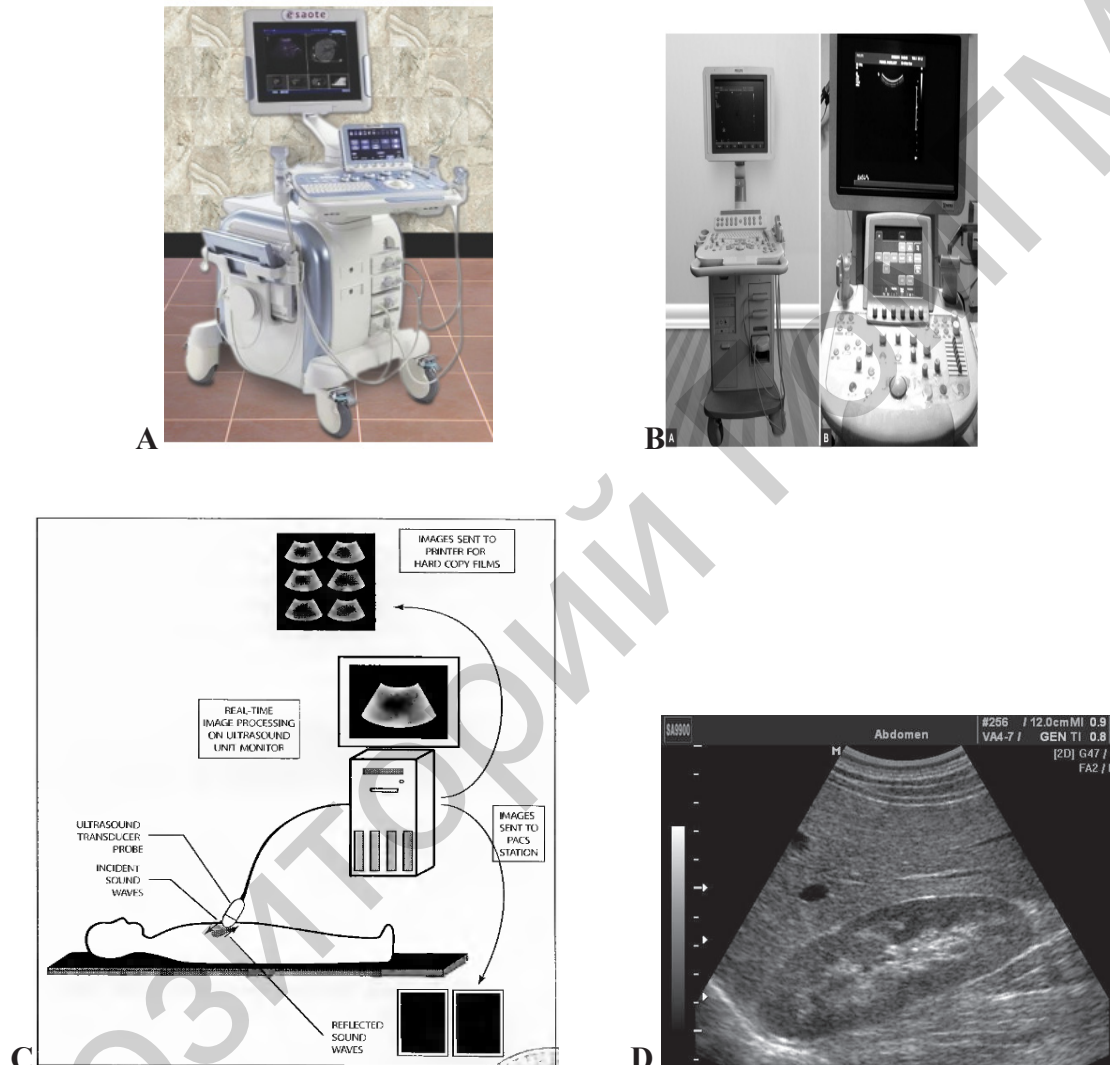 esaote
A
A
B
B
IMAGES SENT TO
PRINTER FOR
HARD COPY FILMS
REAL-TIME
IMAGE PROCESSING
ON ULTRASOUND
UNIT MONITOR
ULTRASOUND
TRANSDUCER
PROBE
IMAGES
SENT TO
PACS
STATION
INCIDENT
SOUND
WAVES
REFLECTED
SOUND
WAVES
C
SA9900
Abdomen
#256 / 12.0cm MI 0.9
VA4-7 / GEN TI 0.8
[2D] G47 /
FA2 /
M
D
ОЗИТОРИЙ ГОМГМ